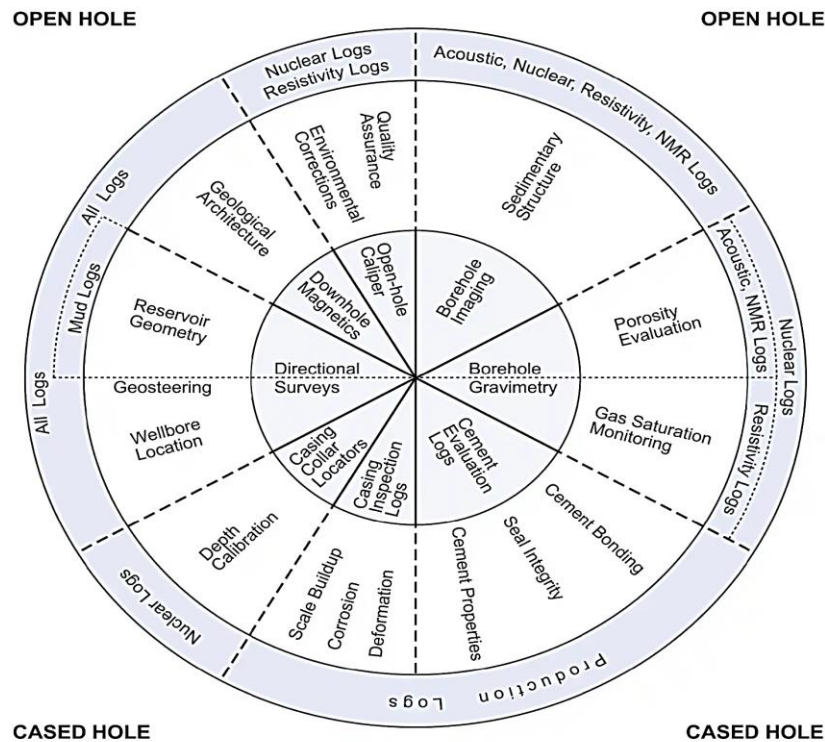 OPEN HOLE
OPEN HOLE
Nuclear Logs
Resistivity Logs
Acoustic, Nuclear, Resistivity, NMR Logs
All Logs
Mud Logs
All Logs
Nuclear Logs
Production Logs
Nuclear Logs
Acoustic, NMR Logs
Resistivity Logs
Geological
Architecture
Environmental
Corrections
Quality
Assurance
Sedimentary
Structure
Reservoir
Geometry
Geosteering
Wellbore
Location
Depth
Calibration
Scale Buildup
Corrosion
Deformation
Cement Properties
Seal Integrity
Cement Bonding
Gas Saturation
Monitoring
Porosity
Evaluation
Downhole
Magnetics
Open-hole
Caliper
Borehole
Imaging
Directional
Surveys
Borehole
Gravimetry
Casing
Collar
Locators
Casing
Inspection
Logs
Cement
Evaluation
Logs
CASED HOLE
CASED HOLE